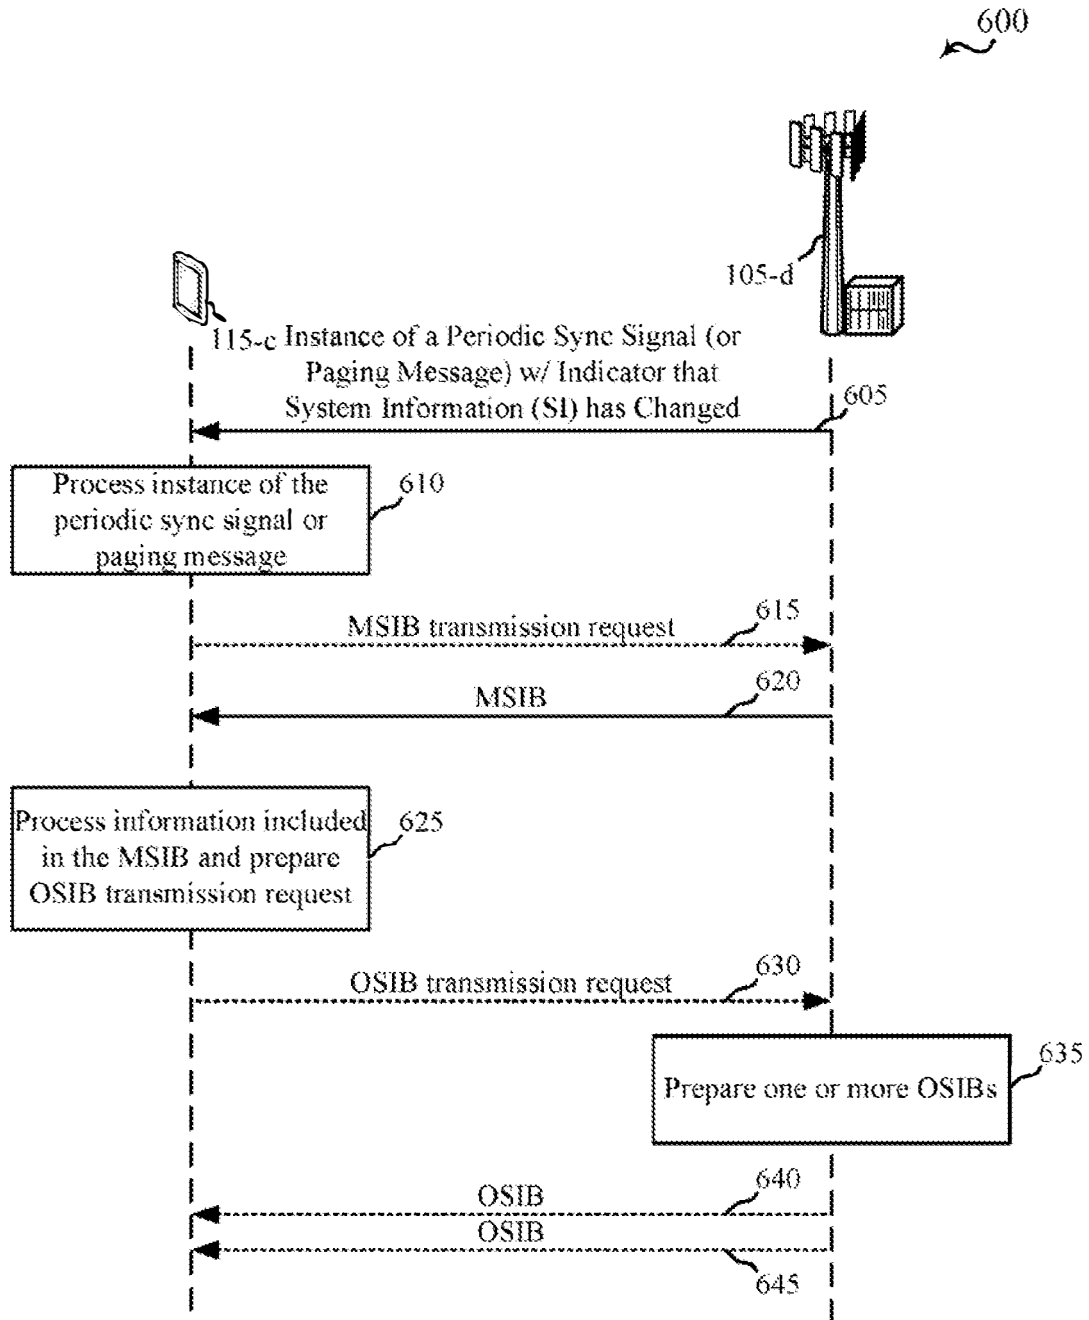 600
105-d
115-c
Instance of a Periodic Sync Signal (or
Paging Message) w/ Indicator that
System Information (SI) has Changed
605
Process instance of the
periodic sync signal or
paging message
610
MSIB transmission request
615
MSIB
620
Process information included
in the MSIB and prepare
OSIB transmission request
625
OSIB transmission request
630
Prepare one or more OSIBs
635
OSIB
640
OSIB
645